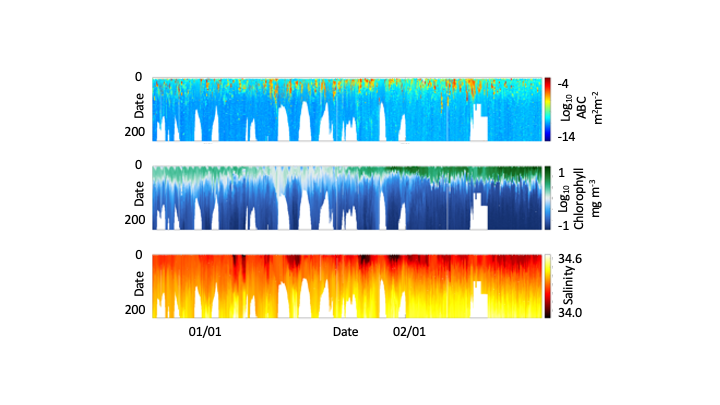 0
Date
200
-4
-14
Log10
ABC
m²m-²
0
Date
200
1
-1
Log10
Chlorophyll
mg m-³
0
Date
200
34.6
34.0
Salinity
01/01 Date 02/01